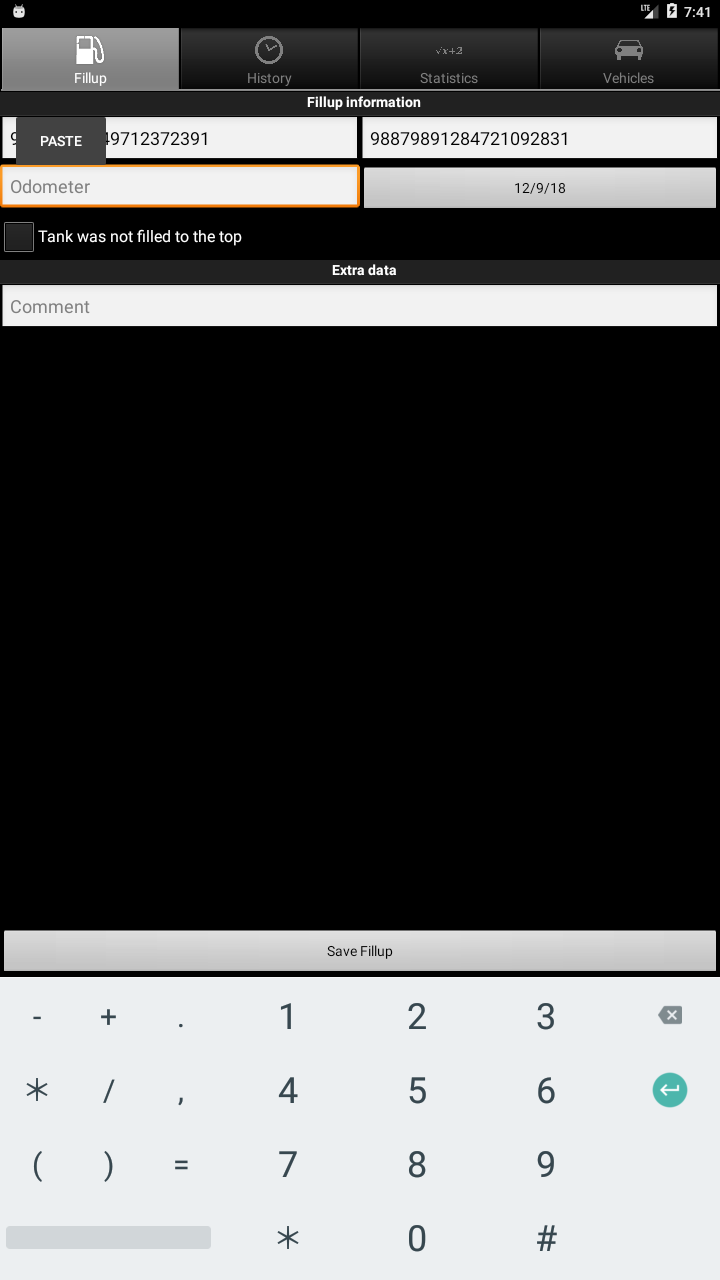 LTE 7:41
Fillup History √x+2 Statistics Vehicles
Fillup information
PASTE 49712372391 98879891284721092831
Odometer 12/9/18
Tank was not filled to the top
Extra data
Comment
Save Fillup
- + . 1 2 3
* / , 4 5 6
( ) = 7 8 9
* 0 #